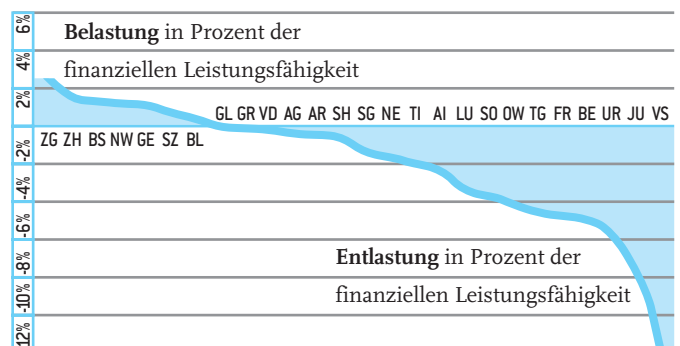 6%
Belastung in Prozent der
4%
finanziellen Leistungsfähigkeit
2%
GL GR VD AG AR SH SG NE TI AI LU SO OW TG FR BE UR JU VS
ZG ZH BS NW GE SZ BL
-2%
-4%
-6%
Entlastung in Prozent der
-8%
finanziellen Leistungsfähigkeit
-10%
12%